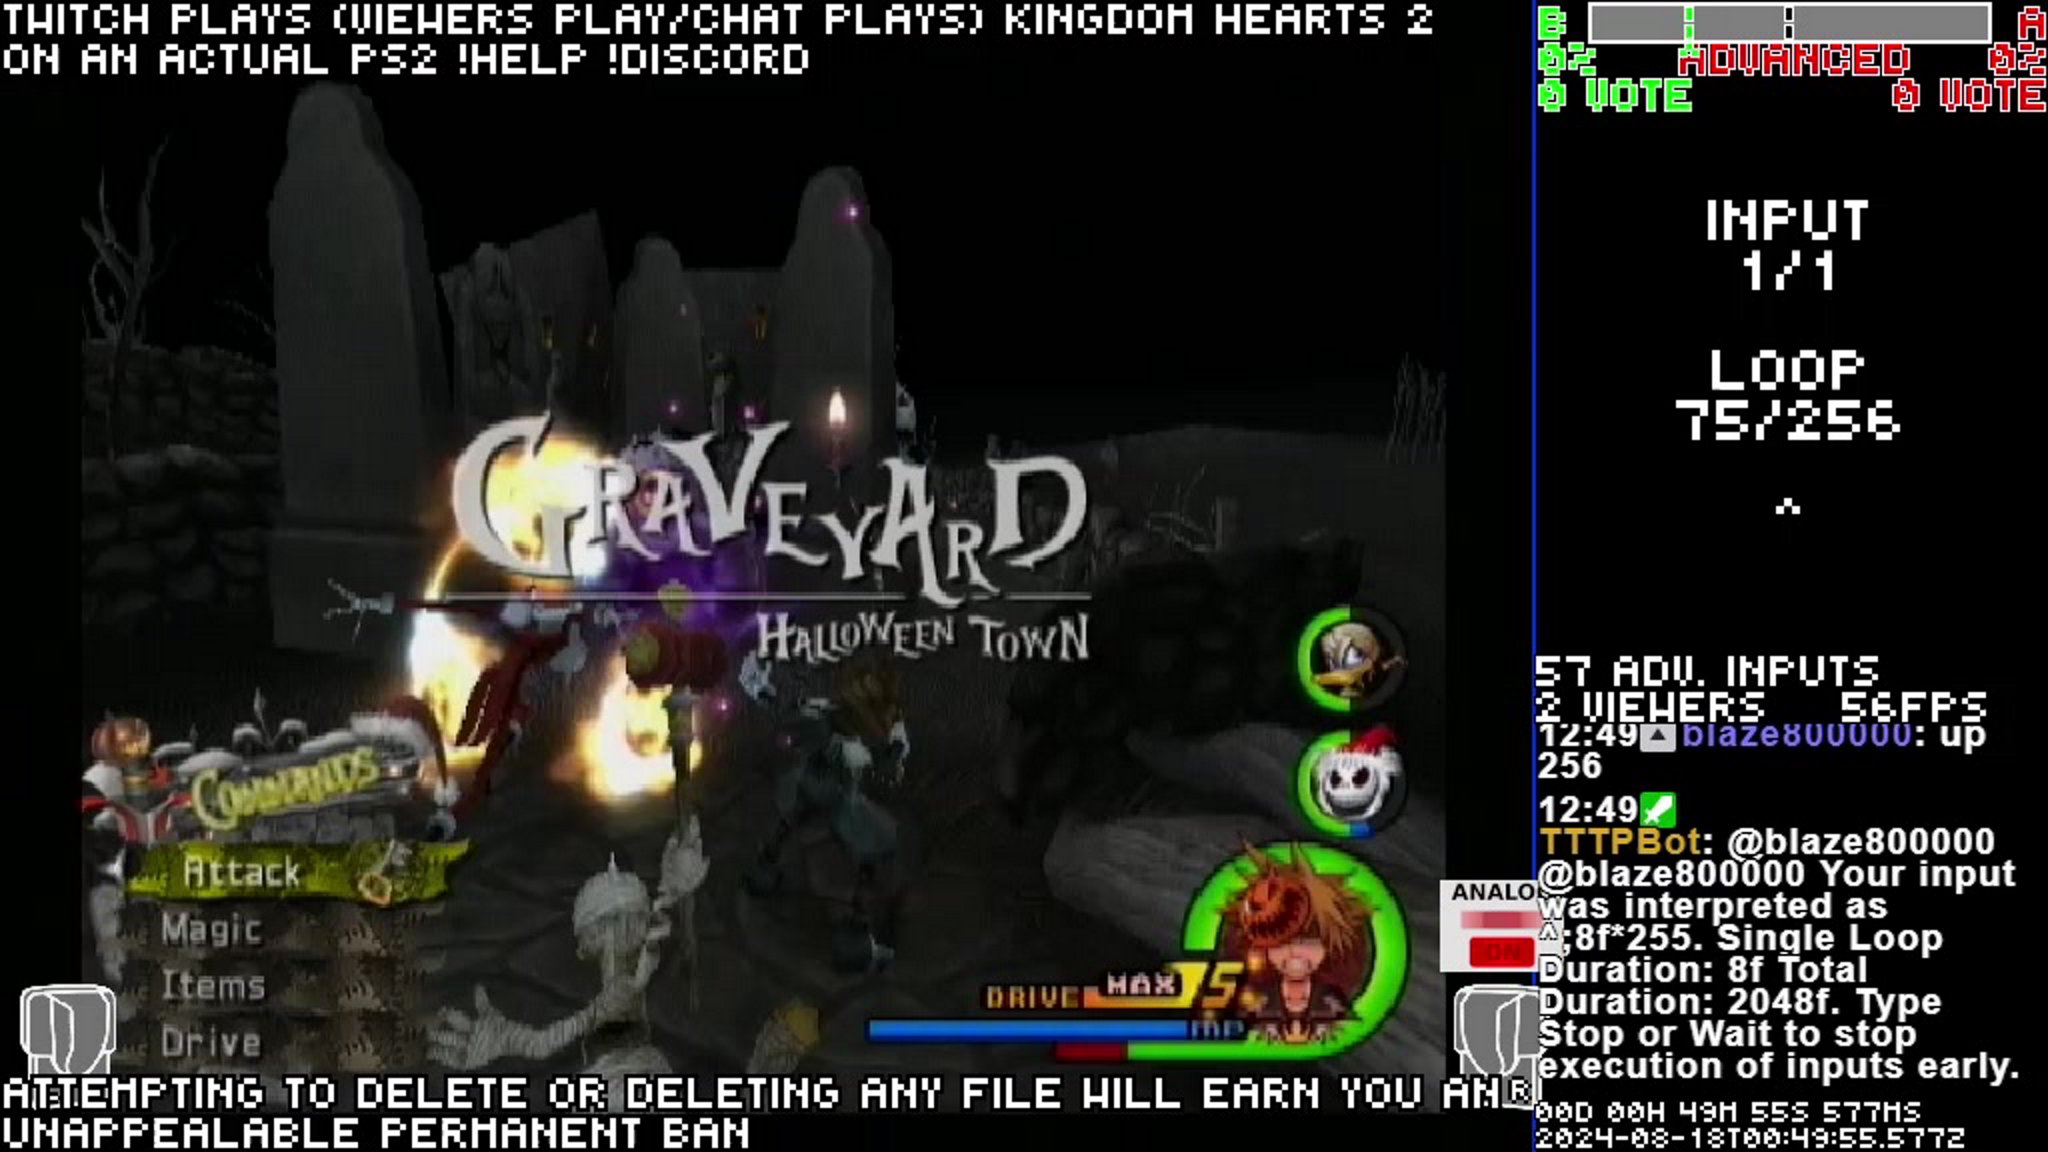 TWITCH PLAYS (VIEWERS PLAY/CHAT PLAYS) KINGDOM HEARTS 2
ON AN ACTUAL PS2 !HELP !DISCORD
B
A
0%
ADVANCED
0%
0 VOTE
0 VOTE
INPUT
1/1
LOOP
75/256
^
GRAVEYARD
HALLOWEEN TOWN
COMMANDS
Attack
Magic
Items
Drive
DRIVE MAX 5
MP
ANALO
ON
57 ADV. INPUTS
2 VIEWERS 56FPS
12:49 blaze800000: up
256
12:49
TTTPBot: @blaze800000
@blaze800000 Your input
was interpreted as
^;8f*255. Single Loop
Duration: 8f Total
Duration: 2048f. Type
Stop or Wait to stop
execution of inputs early.
ATTEMPTING TO DELETE OR DELETING ANY FILE WILL EARN YOU AN
UNAPPEALABLE PERMANENT BAN
00D 00H 49M 55S 577MS
2024-08-18T00:49:55.577Z